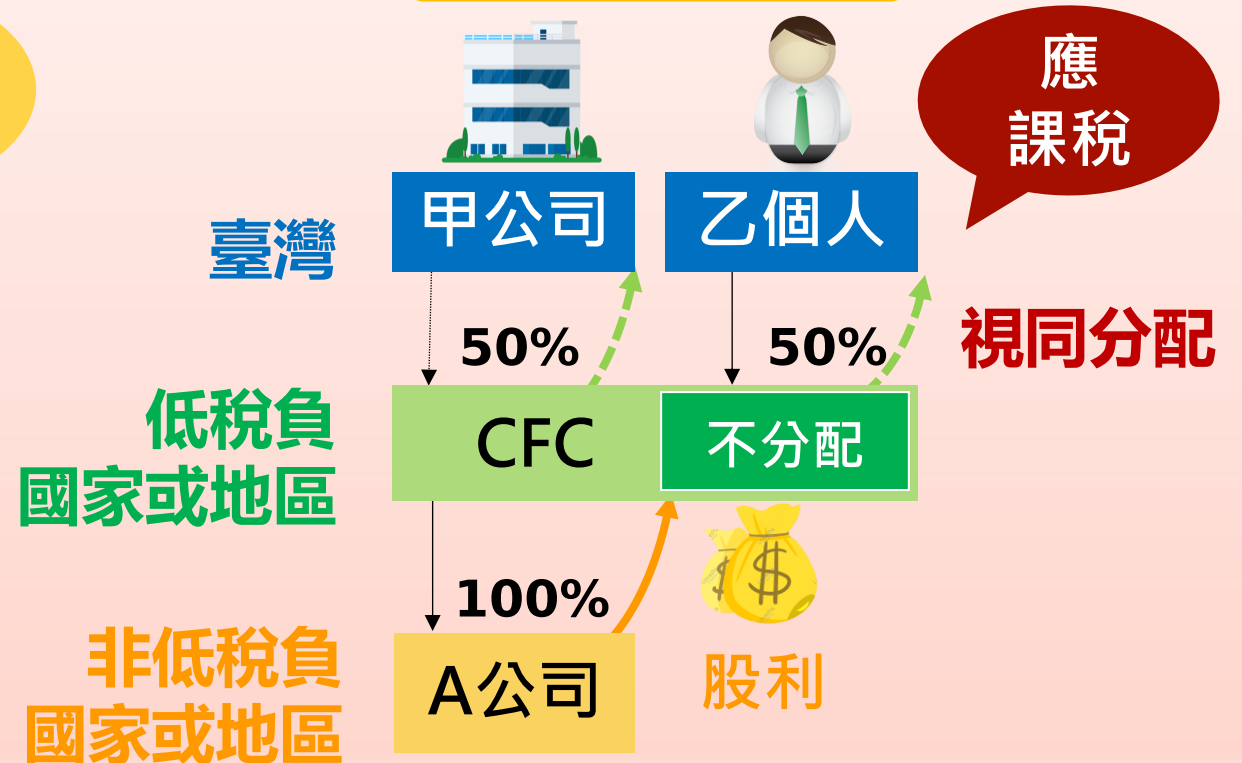 應
課稅
甲公司
乙個人
臺灣
50%
50%
視同分配
低稅負
國家或地區
CFC
不分配
100%
$
$
非低稅負
國家或地區
A公司
股利